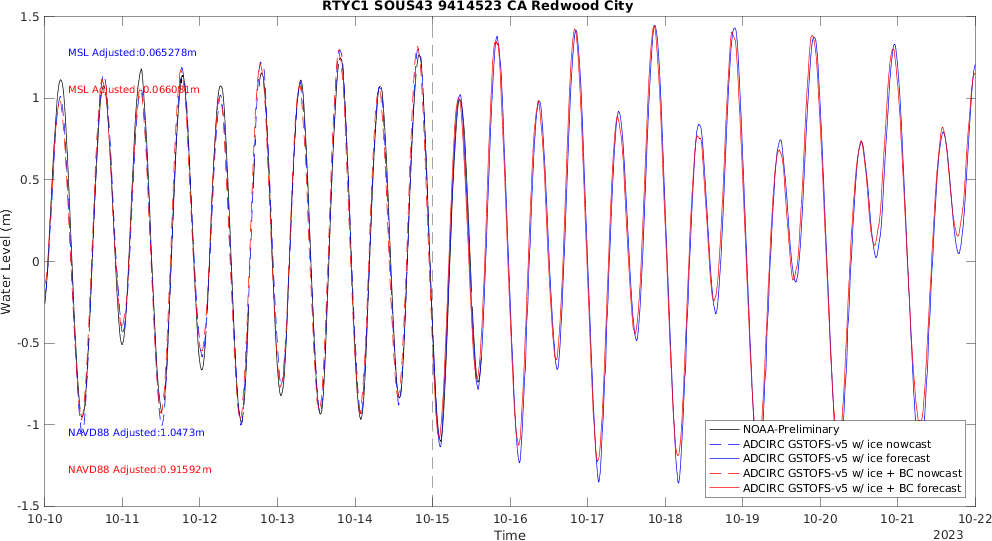 RTYC1 SOUS43 9414523 CA Redwood City
1.5
1
0.5
0
-0.5
-1
-1.5
Water Level (m)
MSL Adjusted:0.065278m
NAVD88 Adjusted:1.0473m
NAVD88 Adjusted:0.91592m
NOAA-Preliminary
ADCIRC GSTOFS-v5 w/ ice nowcast
ADCIRC GSTOFS-v5 w/ ice forecast
ADCIRC GSTOFS-v5 w/ ice + BC nowcast
ADCIRC GSTOFS-v5 w/ ice + BC forecast
10-10 10-11 10-12 10-13 10-14 10-15 10-16 10-17 10-18 10-19 10-20 10-21 10-22
Time
2023